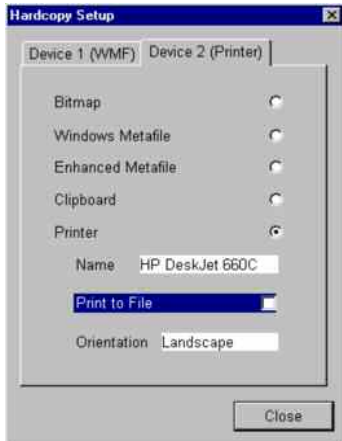 Hardcopy Setup
Device 1 (WMF) Device 2 (Printer)
Bitmap
Windows Metafile
Enhanced Metafile
Clipboard
Printer
Name HP DeskJet 660C
Print to File
Orientation Landscape
Close